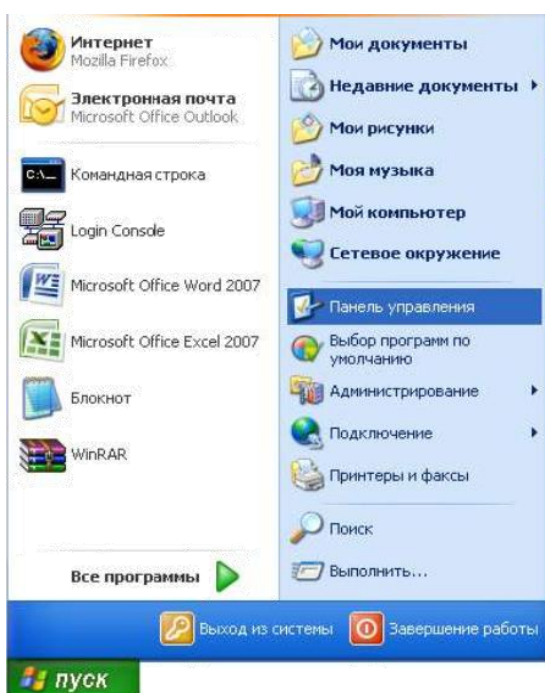 Интернет
Mozilla Firefox
Электронная почта
Microsoft Office Outlook
C:\_
Командная строка
Login Console
Microsoft Office Word 2007
Microsoft Office Excel 2007
Блокнот
WinRAR
Все программы
Мои документы
Недавние документы
Мои рисунки
Моя музыка
Мой компьютер
Сетевое окружение
Панель управления
Выбор программ по
умолчанию
Администрирование
Подключение
Принтеры и факсы
Поиск
Выполнить...
Выход из системы
Завершение работы
пуск